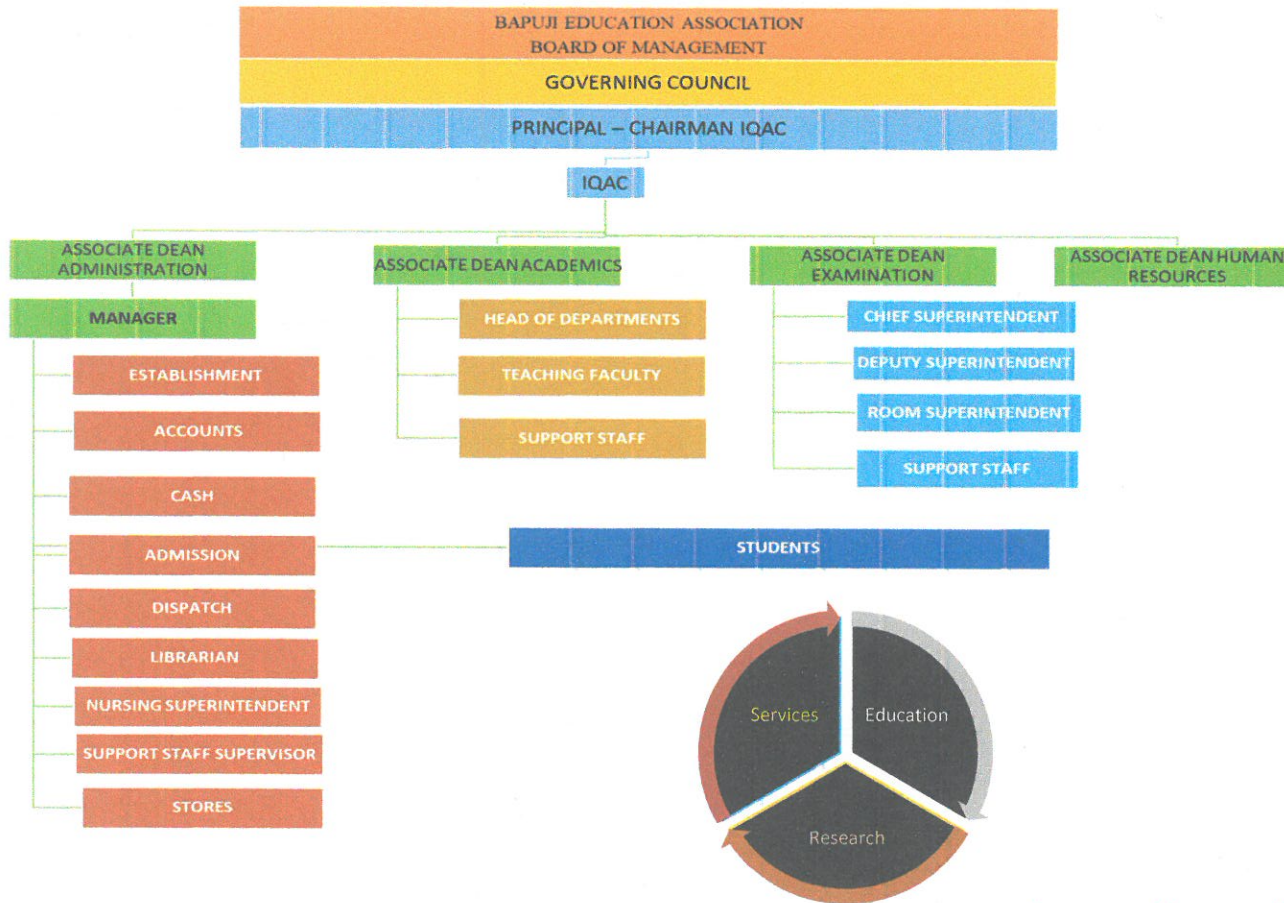 BAPUJI EDUCATION ASSOCIATION
BOARD OF MANAGEMENT
GOVERNING COUNCIL
PRINCIPAL – CHAIRMAN IQAC
IQAC
ASSOCIATE DEAN
ADMINISTRATION
ASSOCIATE DEAN ACADEMICS
ASSOCIATE DEAN
EXAMINATION
ASSOCIATE DEAN HUMAN
RESOURCES
MANAGER
ESTABLISHMENT
ACCOUNTS
CASH
ADMISSION
DISPATCH
LIBRARIAN
NURSING SUPERINTENDENT
SUPPORT STAFF SUPERVISOR
STORES
HEAD OF DEPARTMENTS
TEACHING FACULTY
SUPPORT STAFF
CHIEF SUPERINTENDENT
DEPUTY SUPERINTENDENT
ROOM SUPERINTENDENT
SUPPORT STAFF
STUDENTS
Services
Education
Research